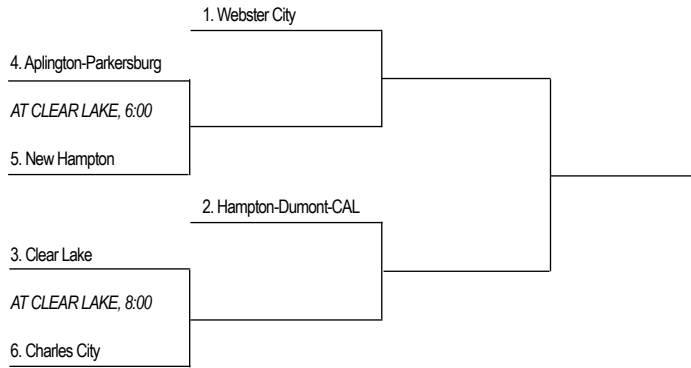 1. Webster City
4. Aplington-Parkersburg
AT CLEAR LAKE, 6:00
5. New Hampton
2. Hampton-Dumont-CAL
3. Clear Lake
AT CLEAR LAKE, 8:00
6. Charles City